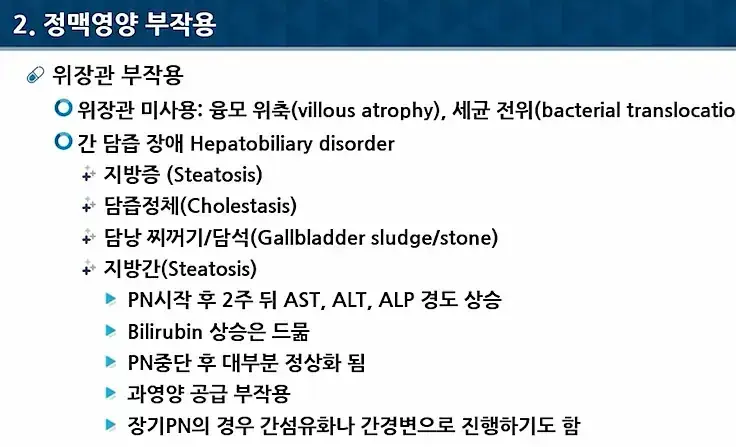 2. 정맥영양 부작용
위장관 부작용
위장관 미사용: 융모 위축(villous atrophy), 세균 전위(bacterial translocatio
간 담즙 장애 Hepatobiliary disorder
지방증 (Steatosis)
담즙정체(Cholestasis)
담낭 찌꺼기/담석(Gallbladder sludge/stone)
지방간(Steatosis)
PN시작 후 2주 뒤 AST, ALT, ALP 경도 상승
Bilirubin 상승은 드묾
PN중단 후 대부분 정상화 됨
과영양 공급 부작용
장기PN의 경우 간섬유화나 간경변으로 진행하기도 함